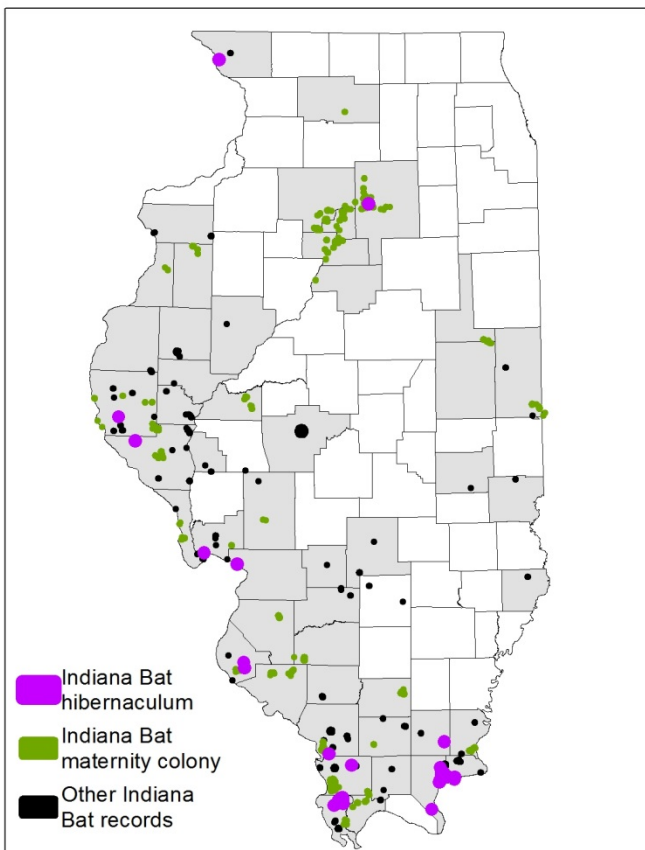 Indiana Bat
hibernaculum
Indiana Bat
maternity colony
Other Indiana
Bat records